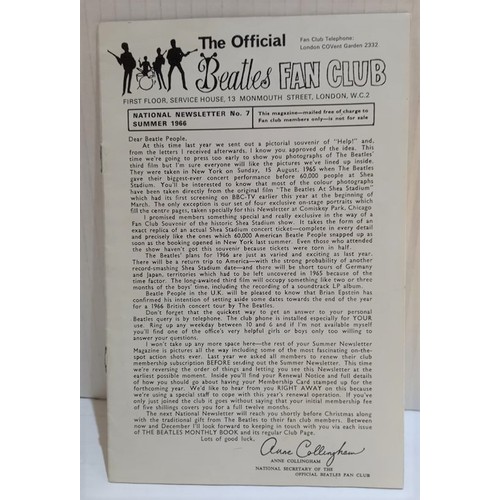 The Official
Fan Club Telephone:
London COVent Garden 2332
Beatles FAN CLUB
FIRST FLOOR, SERVICE HOUSE, 13 MONMOUTH STREET, LONDON, W.C.2
NATIONAL NEWSLETTER No. 7
SUMMER 1966
This magazine—mailed free of charge to
Fan club members only—is not for sale
Dear Beatle People,
At this time last year we sent out a pictorial souvenir of "Help!" and,
from the letters I received afterwards, I know you approved of the idea. This
time we're going to press too early to show you photographs of The Beatles'
third film but I'm sure everyone will like the pictures we've lined up inside.
They were taken in New York on Sunday, 15 August, 1965 when The Beatles
gave their biggest-ever concert performance before 60,000 people at Shea
Stadium. You'll be interested to know that most of the colour photographs
have been taken directly from the original film "The Beatles At Shea Stadium"
which had its first screening on BBC-TV earlier this year at the beginning of
March. The only exception is our set of four exclusive on-stage portraits which
fill the centre pages, taken specially for this Newsletter at Comiskey Park, Chicago
I promised members something special and really exclusive in the way of a
Fan Club Souvenir of the historic Shea Stadium show. It takes the form of an
exact replica of an actual Shea Stadium concert ticket—complete in every detail
and precisely like the ones which 60,000 American Beatle People snapped up as
soon as the booking opened in New York last summer. Even those who attended
the show haven't got this souvenir because tickets were torn in half.
The Beatles' plans for 1966 are just as varied and exciting as last year.
There will be a return trip to America—with the strong probability of another
record-smashing Shea Stadium date—and there will be short tours of Germany
and Japan, territories which had to be left uncovered in 1965 because of the
time factor. The long-awaited third film will occupy something like two or three
months of the boys' time, including the recording of a soundtrack LP album.
Beatle People in the U.K. will be pleased to know that Brian Epstein has
confirmed his intention of setting aside some dates towards the end of the year
for a 1966 British concert tour by The Beatles.
Don't forget that the quickest way to get an answer to your personal
Beatles query is by telephone. The club phone is installed especially for YOUR
use. Ring up any weekday between 10 and 6 and if I'm not available myself
you'll find one of the office's very helpful girls or boys only too willing to
answer your questions.
I won't take up any more space here—the rest of your Summer Newsletter
Magazine is pictures all the way including some of the most fascinating on-the-
spot action shots ever. Last year we asked all members to renew their club
membership subscription BEFORE sending out the Summer Newsletter. This time
we're reversing the order of things and letting you see this Newsletter at the
earliest possible moment. Inside you'll find your Renewal Notice and full details
of how you should go about having your Membership Card stamped up for the
forthcoming year. We'd like to hear from you RIGHT AWAY on this because
we're using a special staff to cope with this year's renewal operation. If you've
only just joined the club it goes without saying that your initial membership fee
of five shillings covers you for a full twelve months.
The next National Newsletter will reach you shortly before Christmas along
with the traditional gift from The Beatles to their fan club members. Between
now and December I'll look forward to keeping in touch with you via each issue
of THE BEATLES MONTHLY BOOK and its regular Club Page.
Lots of good luck,
Anne Collingham
ANNE COLLINGHAM,
NATIONAL SECRETARY OF THE
OFFICIAL BEATLES FAN CLUB